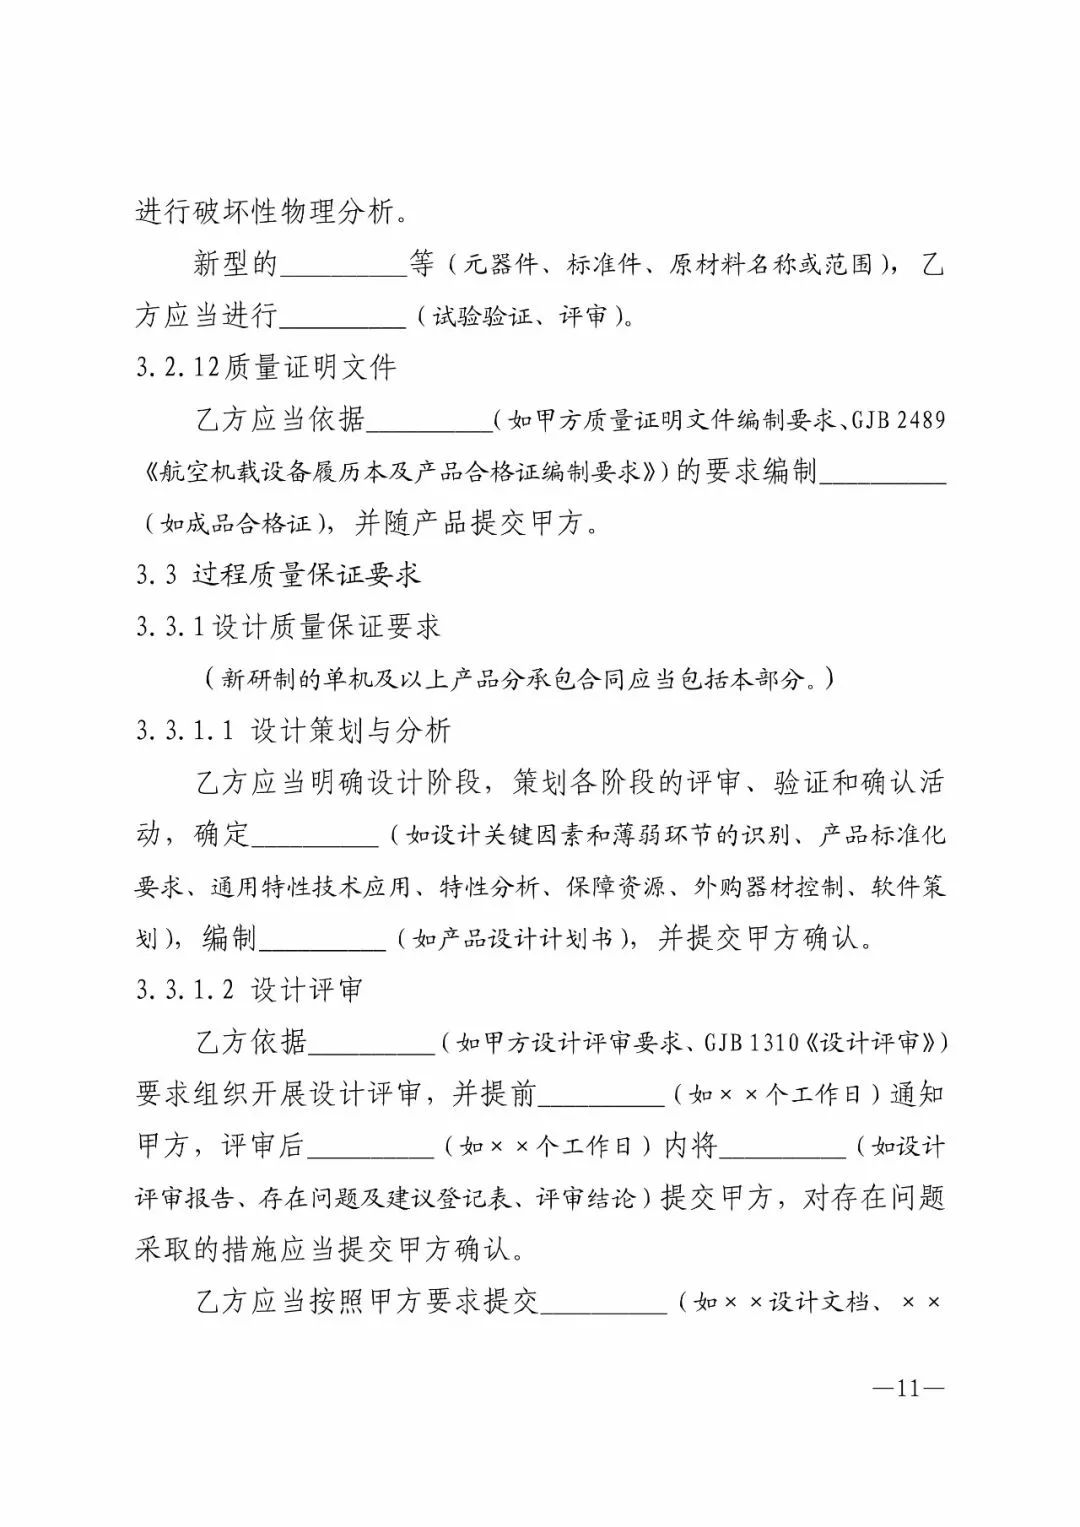 进行破坏性物理分析。
新型的__________等（元器件、标准件、原材料名称或范围），乙
方应当进行__________（试验验证、评审）。
3.2.12质量证明文件
乙方应当依据__________（如甲方质量证明文件编制要求、GJB 2489
《航空机载设备履历本及产品合格证编制要求》）的要求编制__________
（如成品合格证），并随产品提交甲方。
3.3 过程质量保证要求
3.3.1设计质量保证要求
（新研制的单机及以上产品分承包合同应当包括本部分。）
3.3.1.1 设计策划与分析
乙方应当明确设计阶段，策划各阶段的评审、验证和确认活
动，确定__________（如设计关键因素和薄弱环节的识别、产品标准化
要求、通用特性技术应用、特性分析、保障资源、外购器材控制、软件策
划），编制__________（如产品设计计划书），并提交甲方确认。
3.3.1.2 设计评审
乙方依据__________（如甲方设计评审要求、GJB 1310《设计评审》）
要求组织开展设计评审，并提前__________（如××个工作日）通知
甲方，评审后__________（如××个工作日）内将__________（如设计
评审报告、存在问题及建议登记表、评审结论）提交甲方，对存在问题
采取的措施应当提交甲方确认。
乙方应当按照甲方要求提交__________（如××设计文档、××
—11—